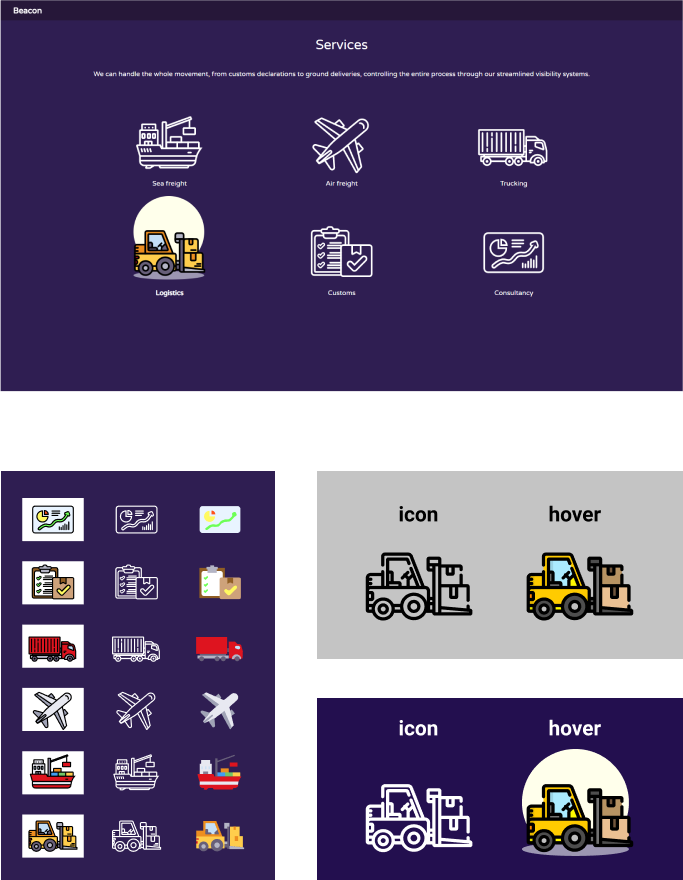 Beacon
Services
We can handle the whole movement, from customs declarations to ground deliveries, controlling the entire process through our streamlined visibility systems.
Sea freight
Air freight
Trucking
Logistics
Customs
Consultancy
icon
hover
icon
hover